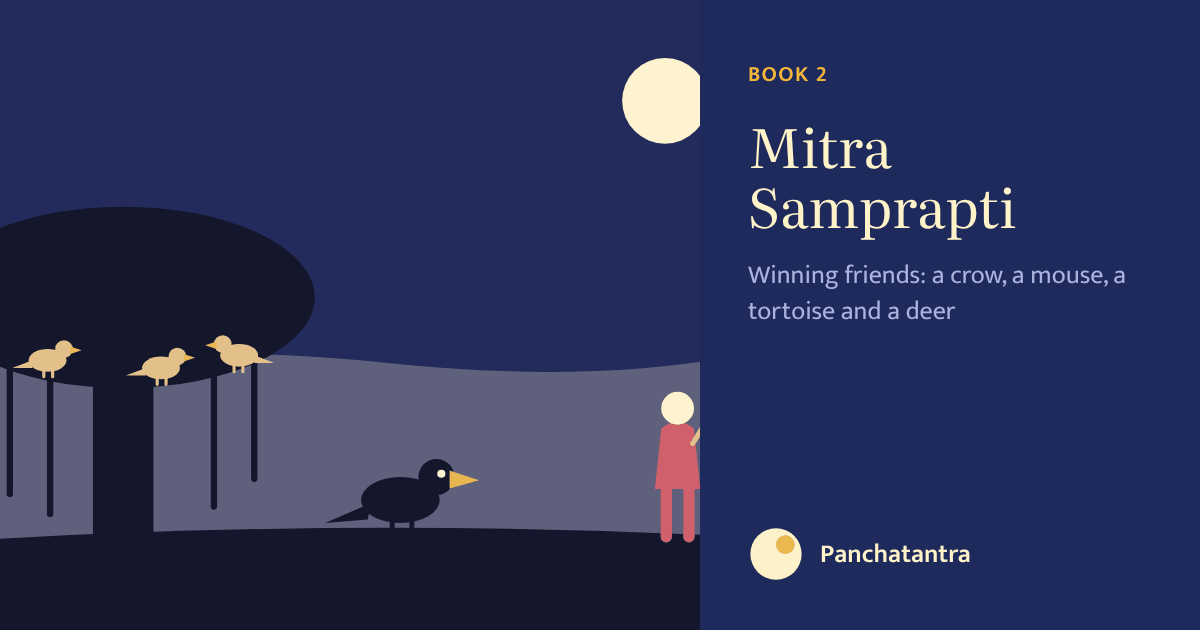 BOOK 2
Mitra
Samprapti
Winning friends: a crow, a mouse, a
tortoise and a deer
Panchatantra